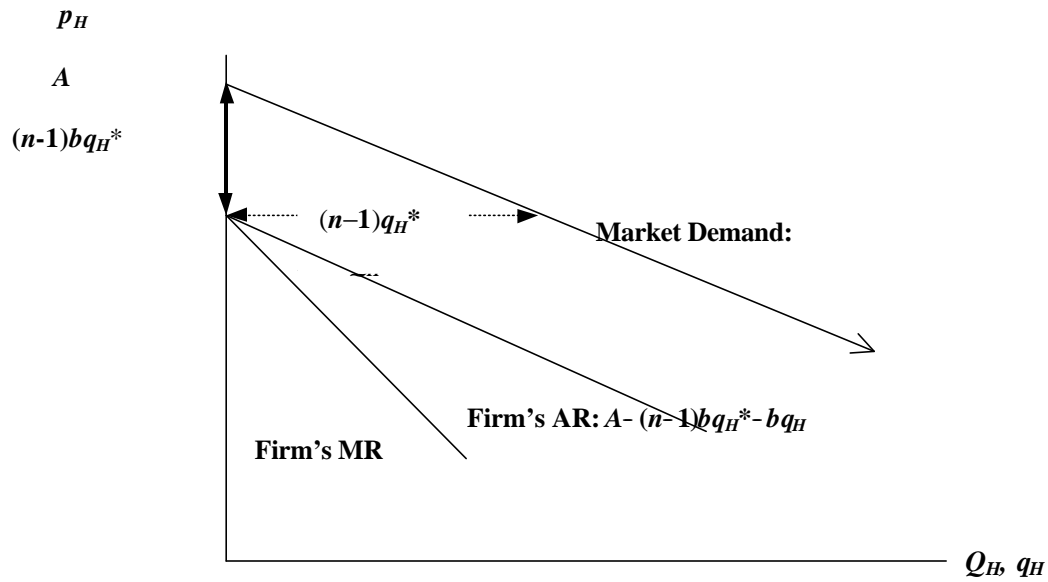 p_H
A
(n-1)bq_H*
(n–1)q_H*
Market Demand:
Firm's AR: A- (n-1)bq_H*-bq_H
Firm's MR
Q_H, q_H